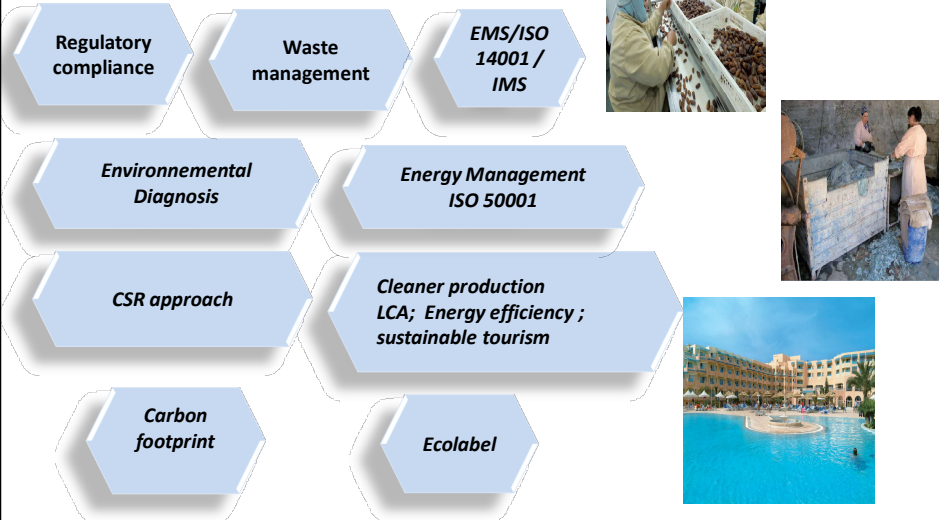 Regulatory
compliance
Waste
management
EMS/ISO
14001 /
IMS
Environnemental
Diagnosis
Energy Management
ISO 50001
CSR approach
Cleaner production
LCA; Energy efficiency ;
sustainable tourism
Carbon
footprint
Ecolabel